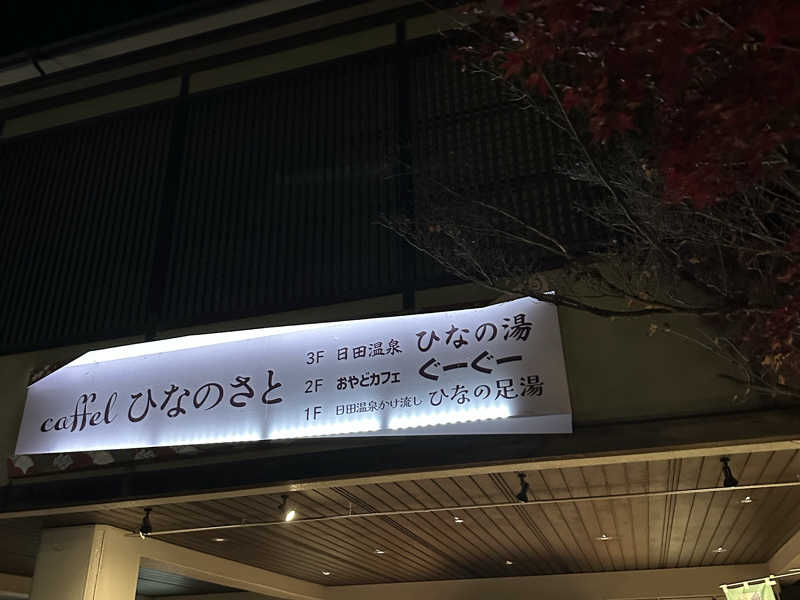 caffel ひなのさと
3F 日田温泉 ひなの湯
2F おやどカフェ ぐーぐー
1F 日田温泉かけ流し ひなの足湯